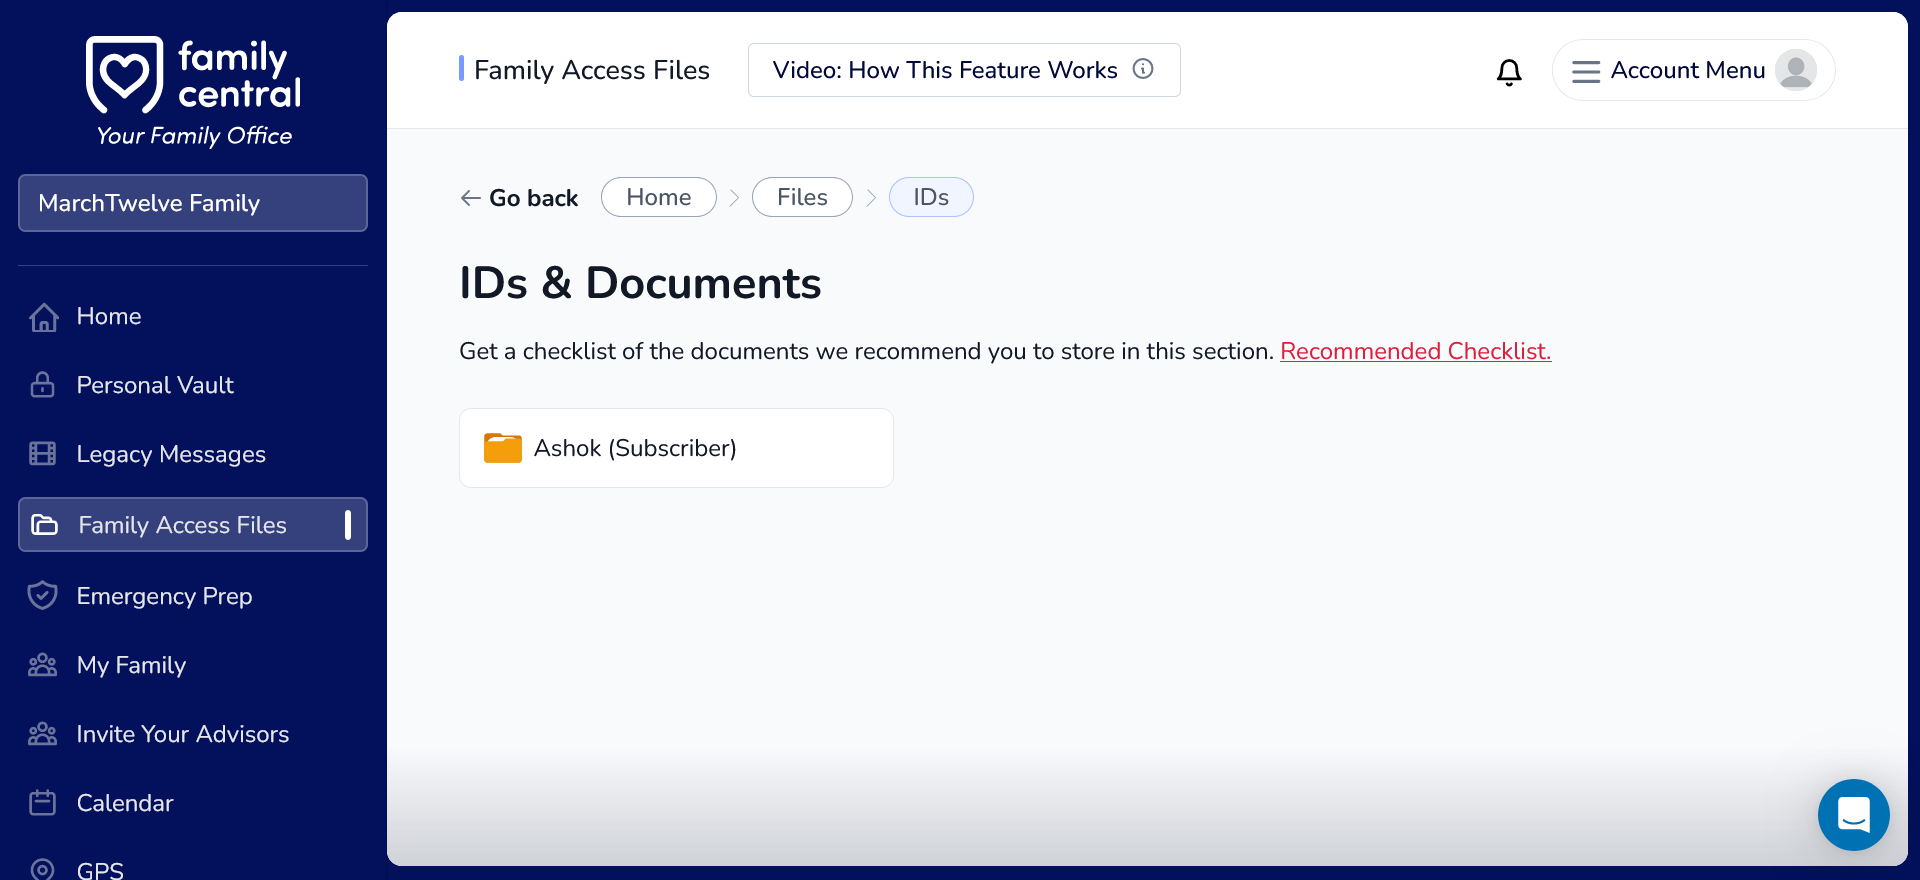 family
central
Your Family Office
MarchTwelve Family
Home
Personal Vault
Legacy Messages
Family Access Files
Emergency Prep
My Family
Invite Your Advisors
Calendar
GPS
Family Access Files
Video: How This Feature Works
Account Menu
Go back
Home
Files
IDs
IDs & Documents
Get a checklist of the documents we recommend you to store in this section. Recommended Checklist.
Ashok (Subscriber)